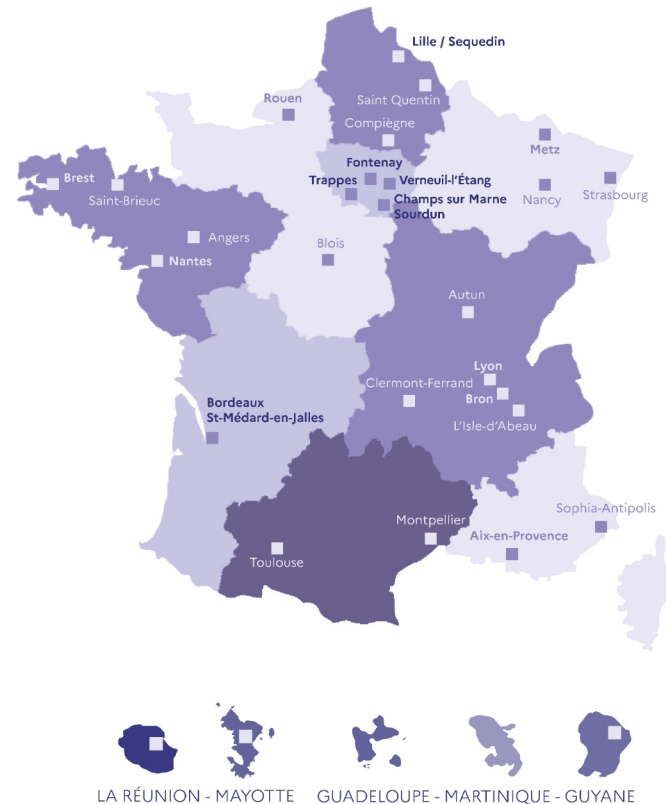 Lille / Sequedin
Saint Quentin
Rouen
Compiègne
Metz
Fontenay
Trappes
Verneuil-l'Étang
Brest
Saint-Brieuc
Champs sur Marne
Sourdun
Nancy
Strasbourg
Angers
Blois
Nantes
Autun
Lyon
Clermont-Ferrand
Bron
L'Isle-d'Abeau
Bordeaux
St-Médard-en-Jalles
Sophia-Antipolis
Montpellier
Aix-en-Provence
Toulouse
LA RÉUNION - MAYOTTE
GUADELOUPE - MARTINIQUE - GUYANE